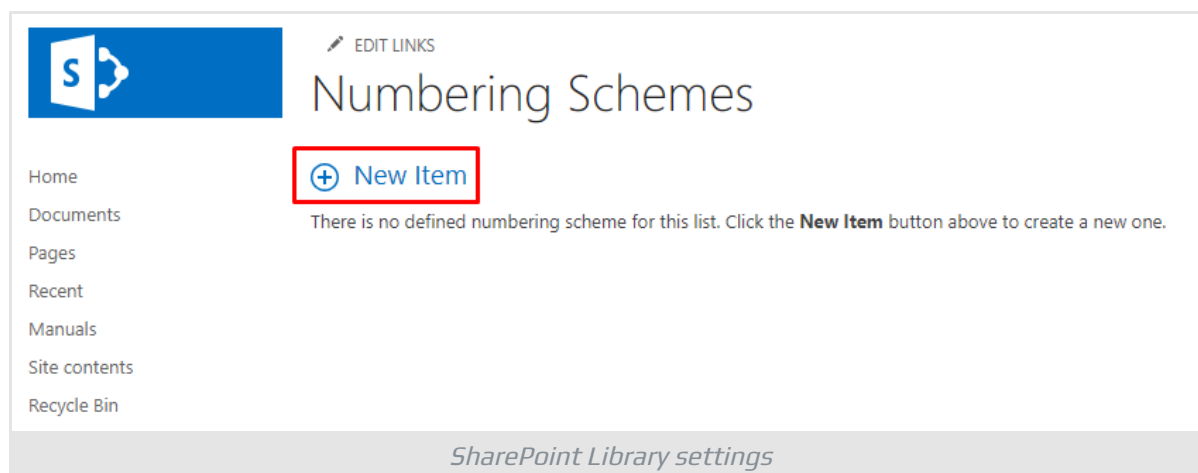 S
EDIT LINKS
Numbering Schemes
New Item
There is no defined numbering scheme for this list. Click the New Item button above to create a new one.
Home
Documents
Pages
Recent
Manuals
Site contents
Recycle Bin
SharePoint Library settings